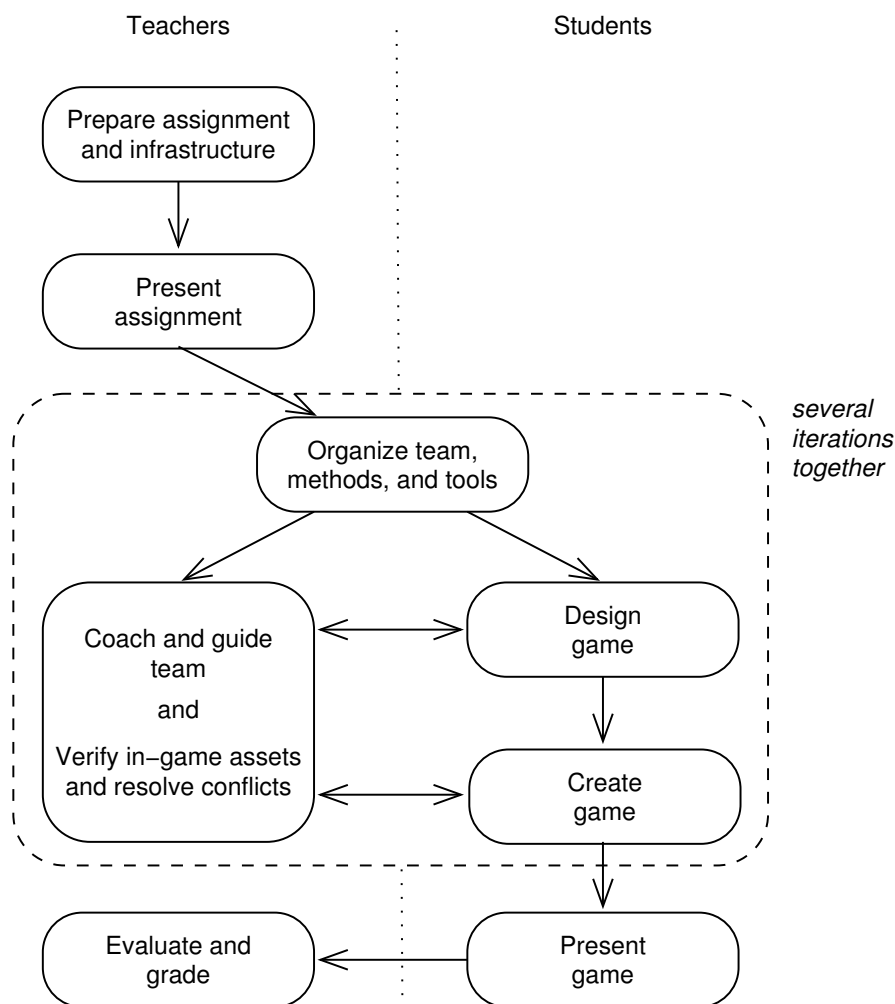 Teachers
Students
Prepare assignment
and infrastructure
Present
assignment
several
iterations
together
Organize team,
methods, and tools
Coach and guide
team
and
Verify in−game assets
and resolve conflicts
Design
game
Create
game
Evaluate and
grade
Present
game